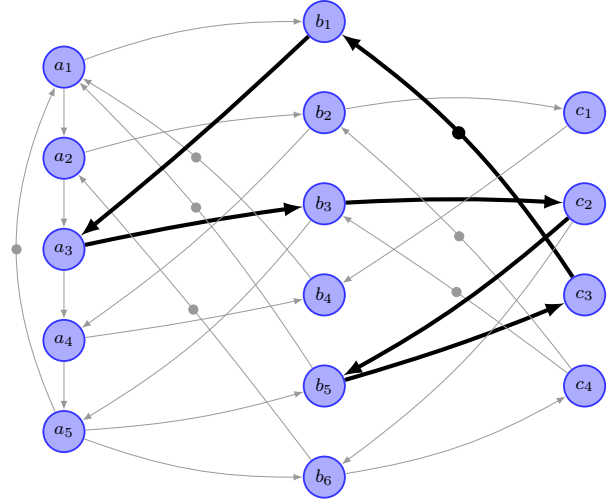 a₁
a₂
a₃
a₄
a₅
b₁
b₂
b₃
b₄
b₅
b₆
c₁
c₂
c₃
c₄